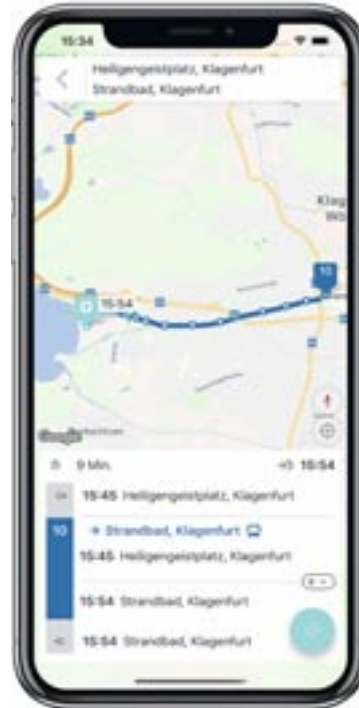 15:34
Heiligengeistplatz, Klagenfurt
Strandbad, Klagenfurt
Klag
10
15:54
Google
9 Min.
15:54
15:45 Heiligengeistplatz, Klagenfurt
10
→ Strandbad, Klagenfurt
15:45 Heiligengeistplatz, Klagenfurt
15:54 Strandbad, Klagenfurt
15:54 Strandbad, Klagenfurt